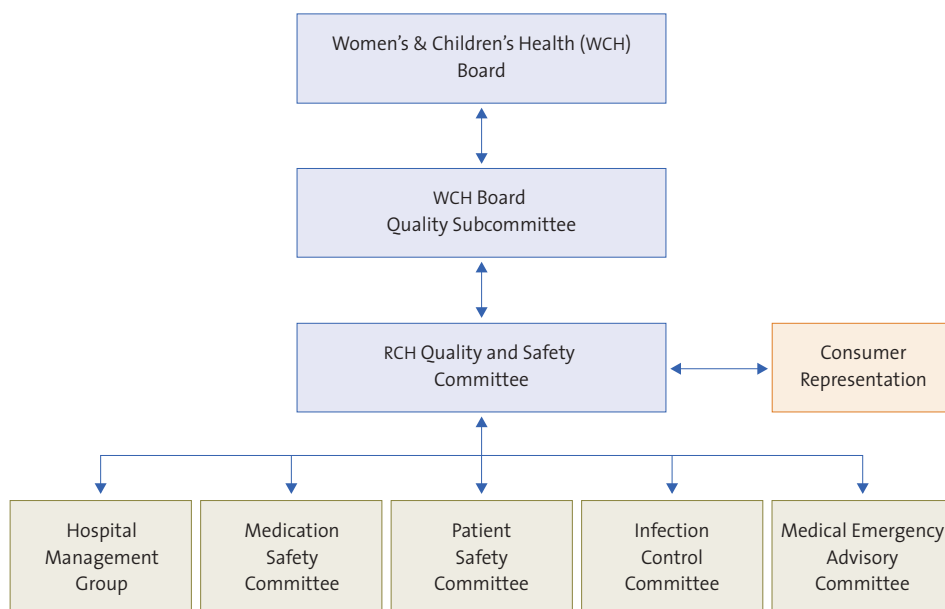 Women's & Children's Health (WCH)
Board
WCH Board
Quality Subcommittee
RCH Quality and Safety
Committee
Consumer
Representation
Hospital
Management
Group
Medication
Safety
Committee
Patient
Safety
Committee
Infection
Control
Committee
Medical Emergency
Advisory
Committee